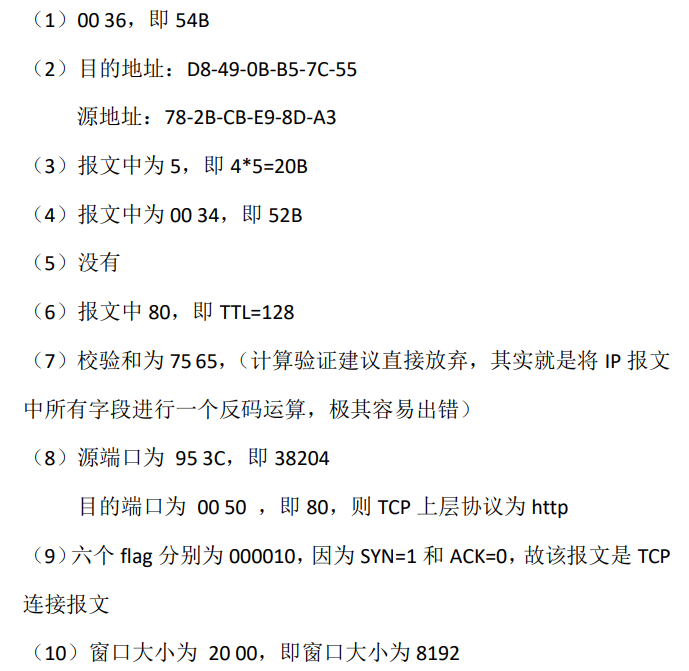 （1）00 36，即 54B
（2）目的地址：D8-49-0B-B5-7C-55
源地址：78-2B-CB-E9-8D-A3
（3）报文中为 5，即 4*5=20B
（4）报文中为 00 34，即 52B
（5）没有
（6）报文中 80，即 TTL=128
（7）校验和为 75 65，（计算验证建议直接放弃，其实就是将 IP 报文
中所有字段进行一个反码运算，极其容易出错）
（8）源端口为 95 3C，即 38204
目的端口为 00 50 ，即 80，则 TCP 上层协议为 http
（9）六个 flag 分别为 000010，因为 SYN=1 和 ACK=0，故该报文是 TCP
连接报文
（10）窗口大小为 20 00，即窗口大小为 8192